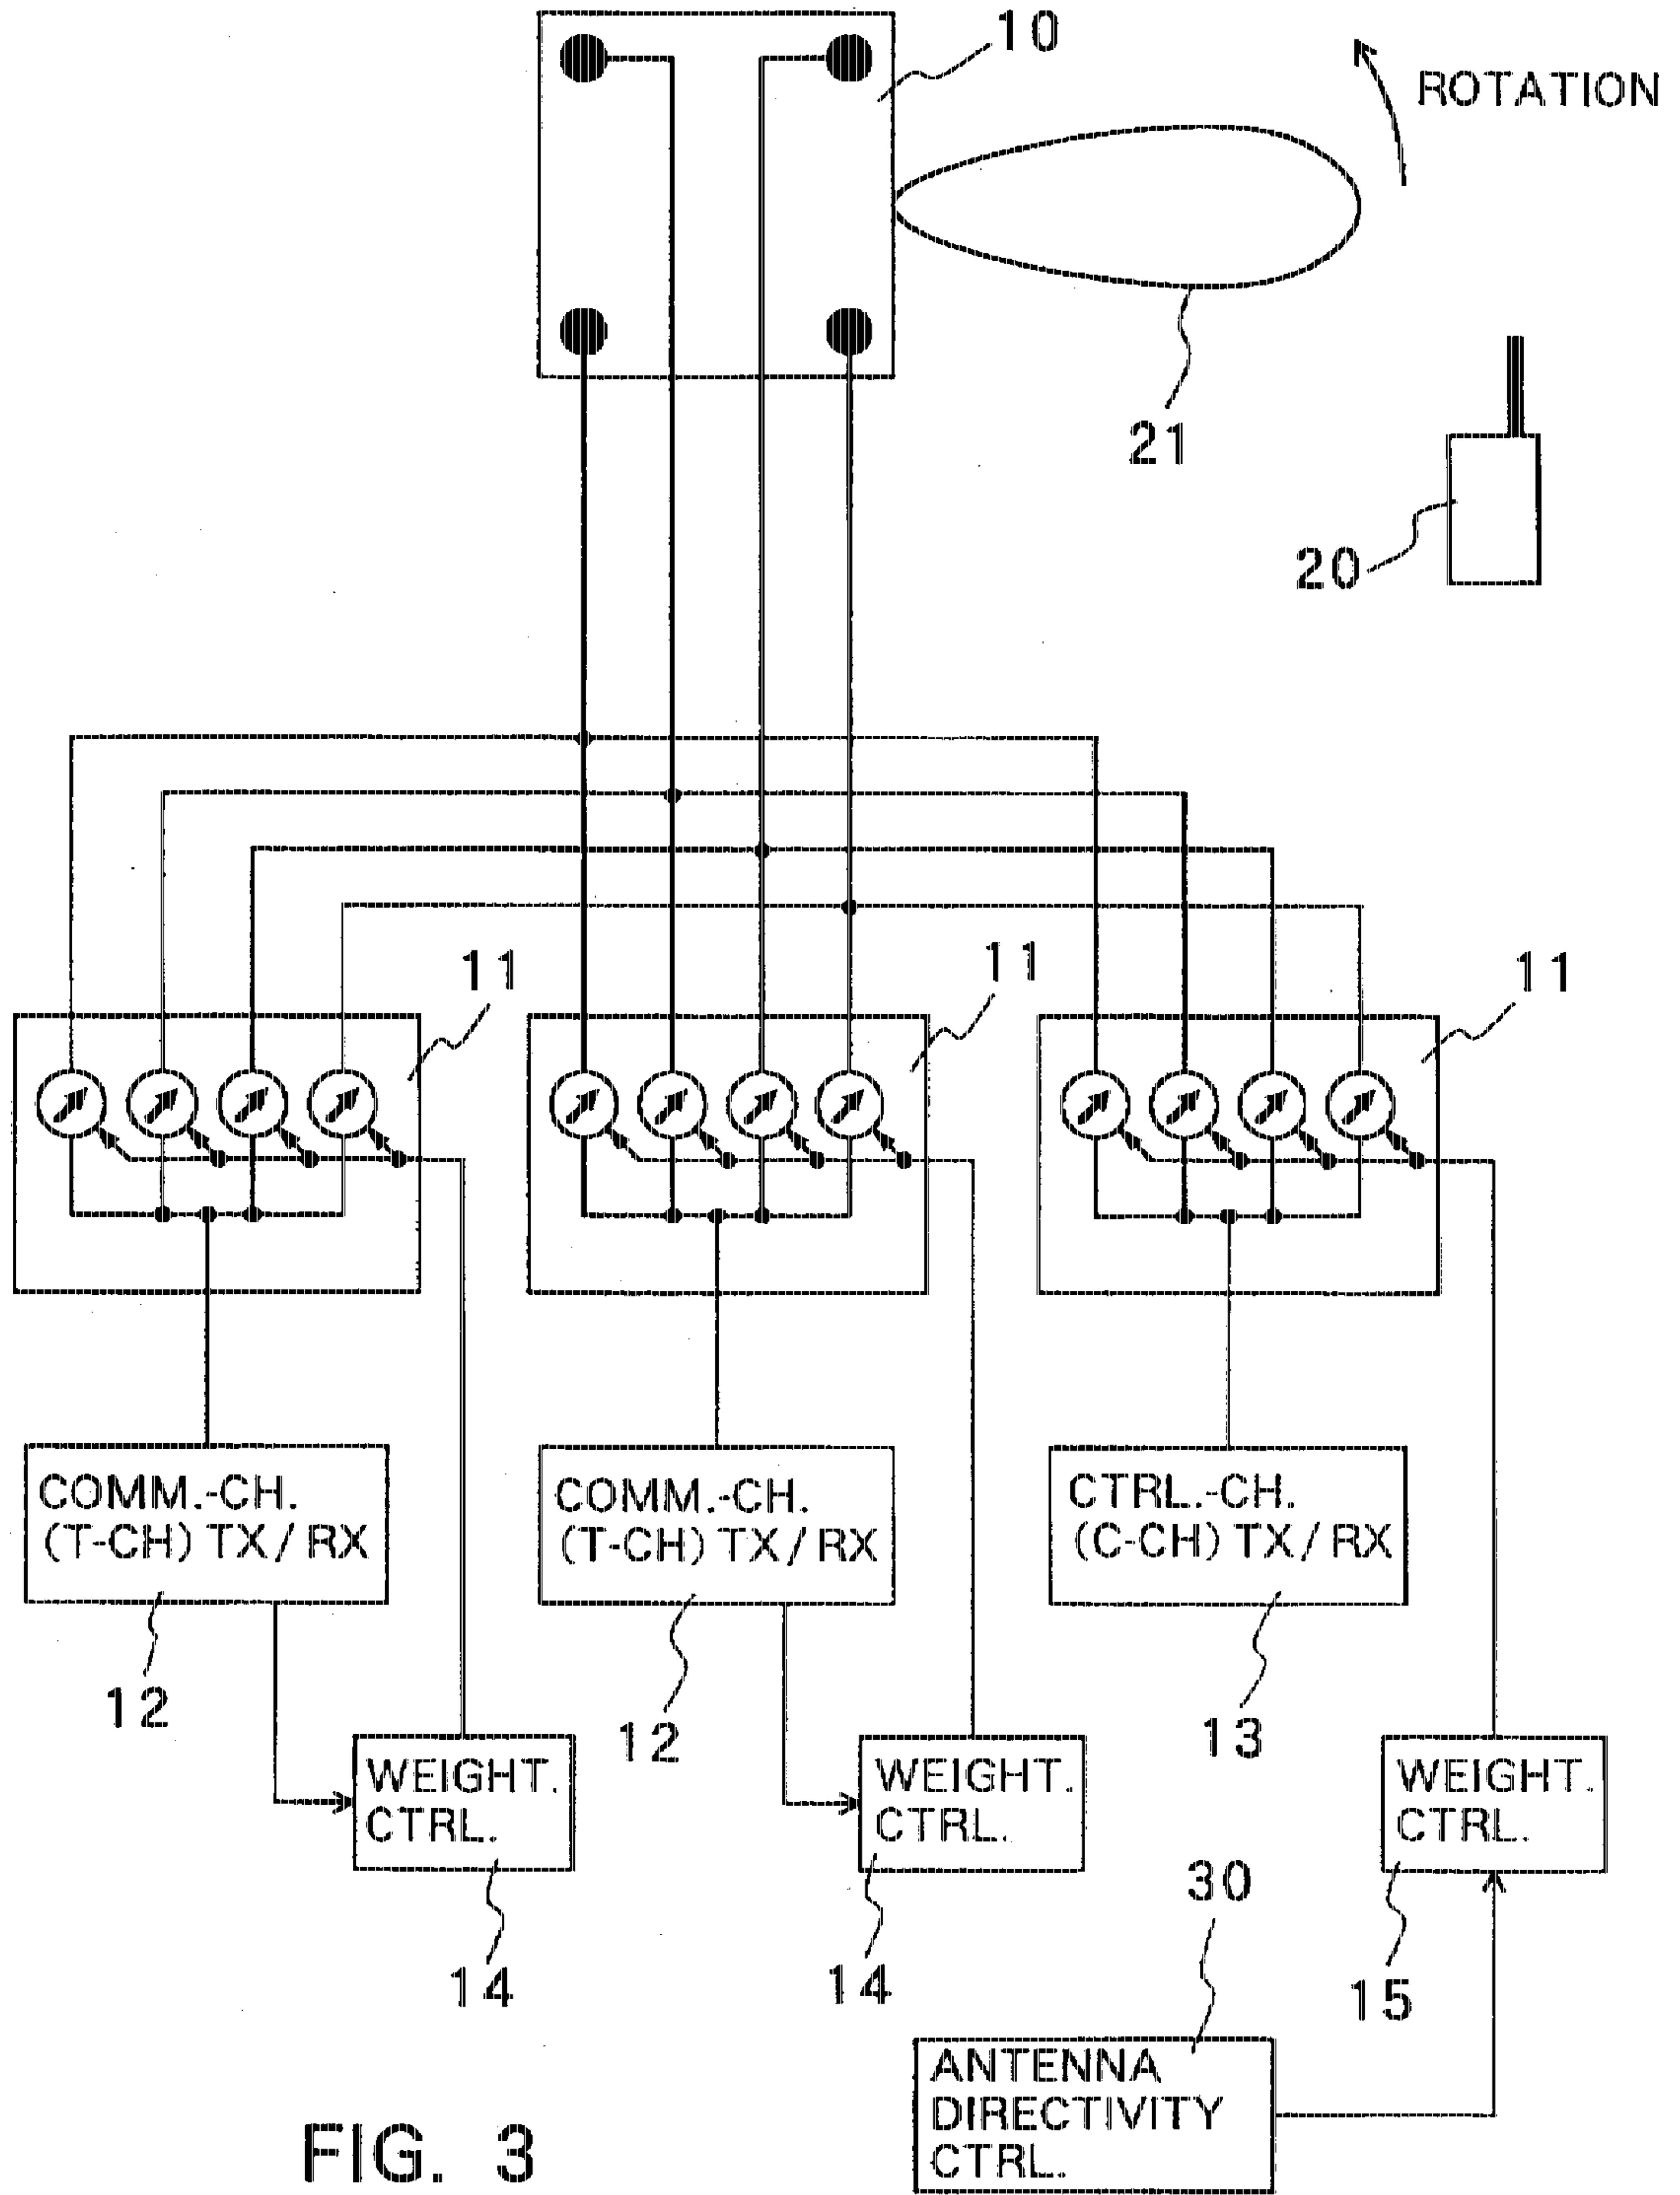 10
ROTATION
21
20
11
11
11
COMM.-CH.
(T-CH) TX/RX
COMM.-CH.
(T-CH) TX/RX
CTRL.-CH.
(C-CH) TX/RX
12
12
13
WEIGHT.
CTRL.
WEIGHT.
CTRL.
WEIGHT.
CTRL.
14
14
15
30
ANTENNA
DIRECTIVITY
CTRL.
FIG. 3